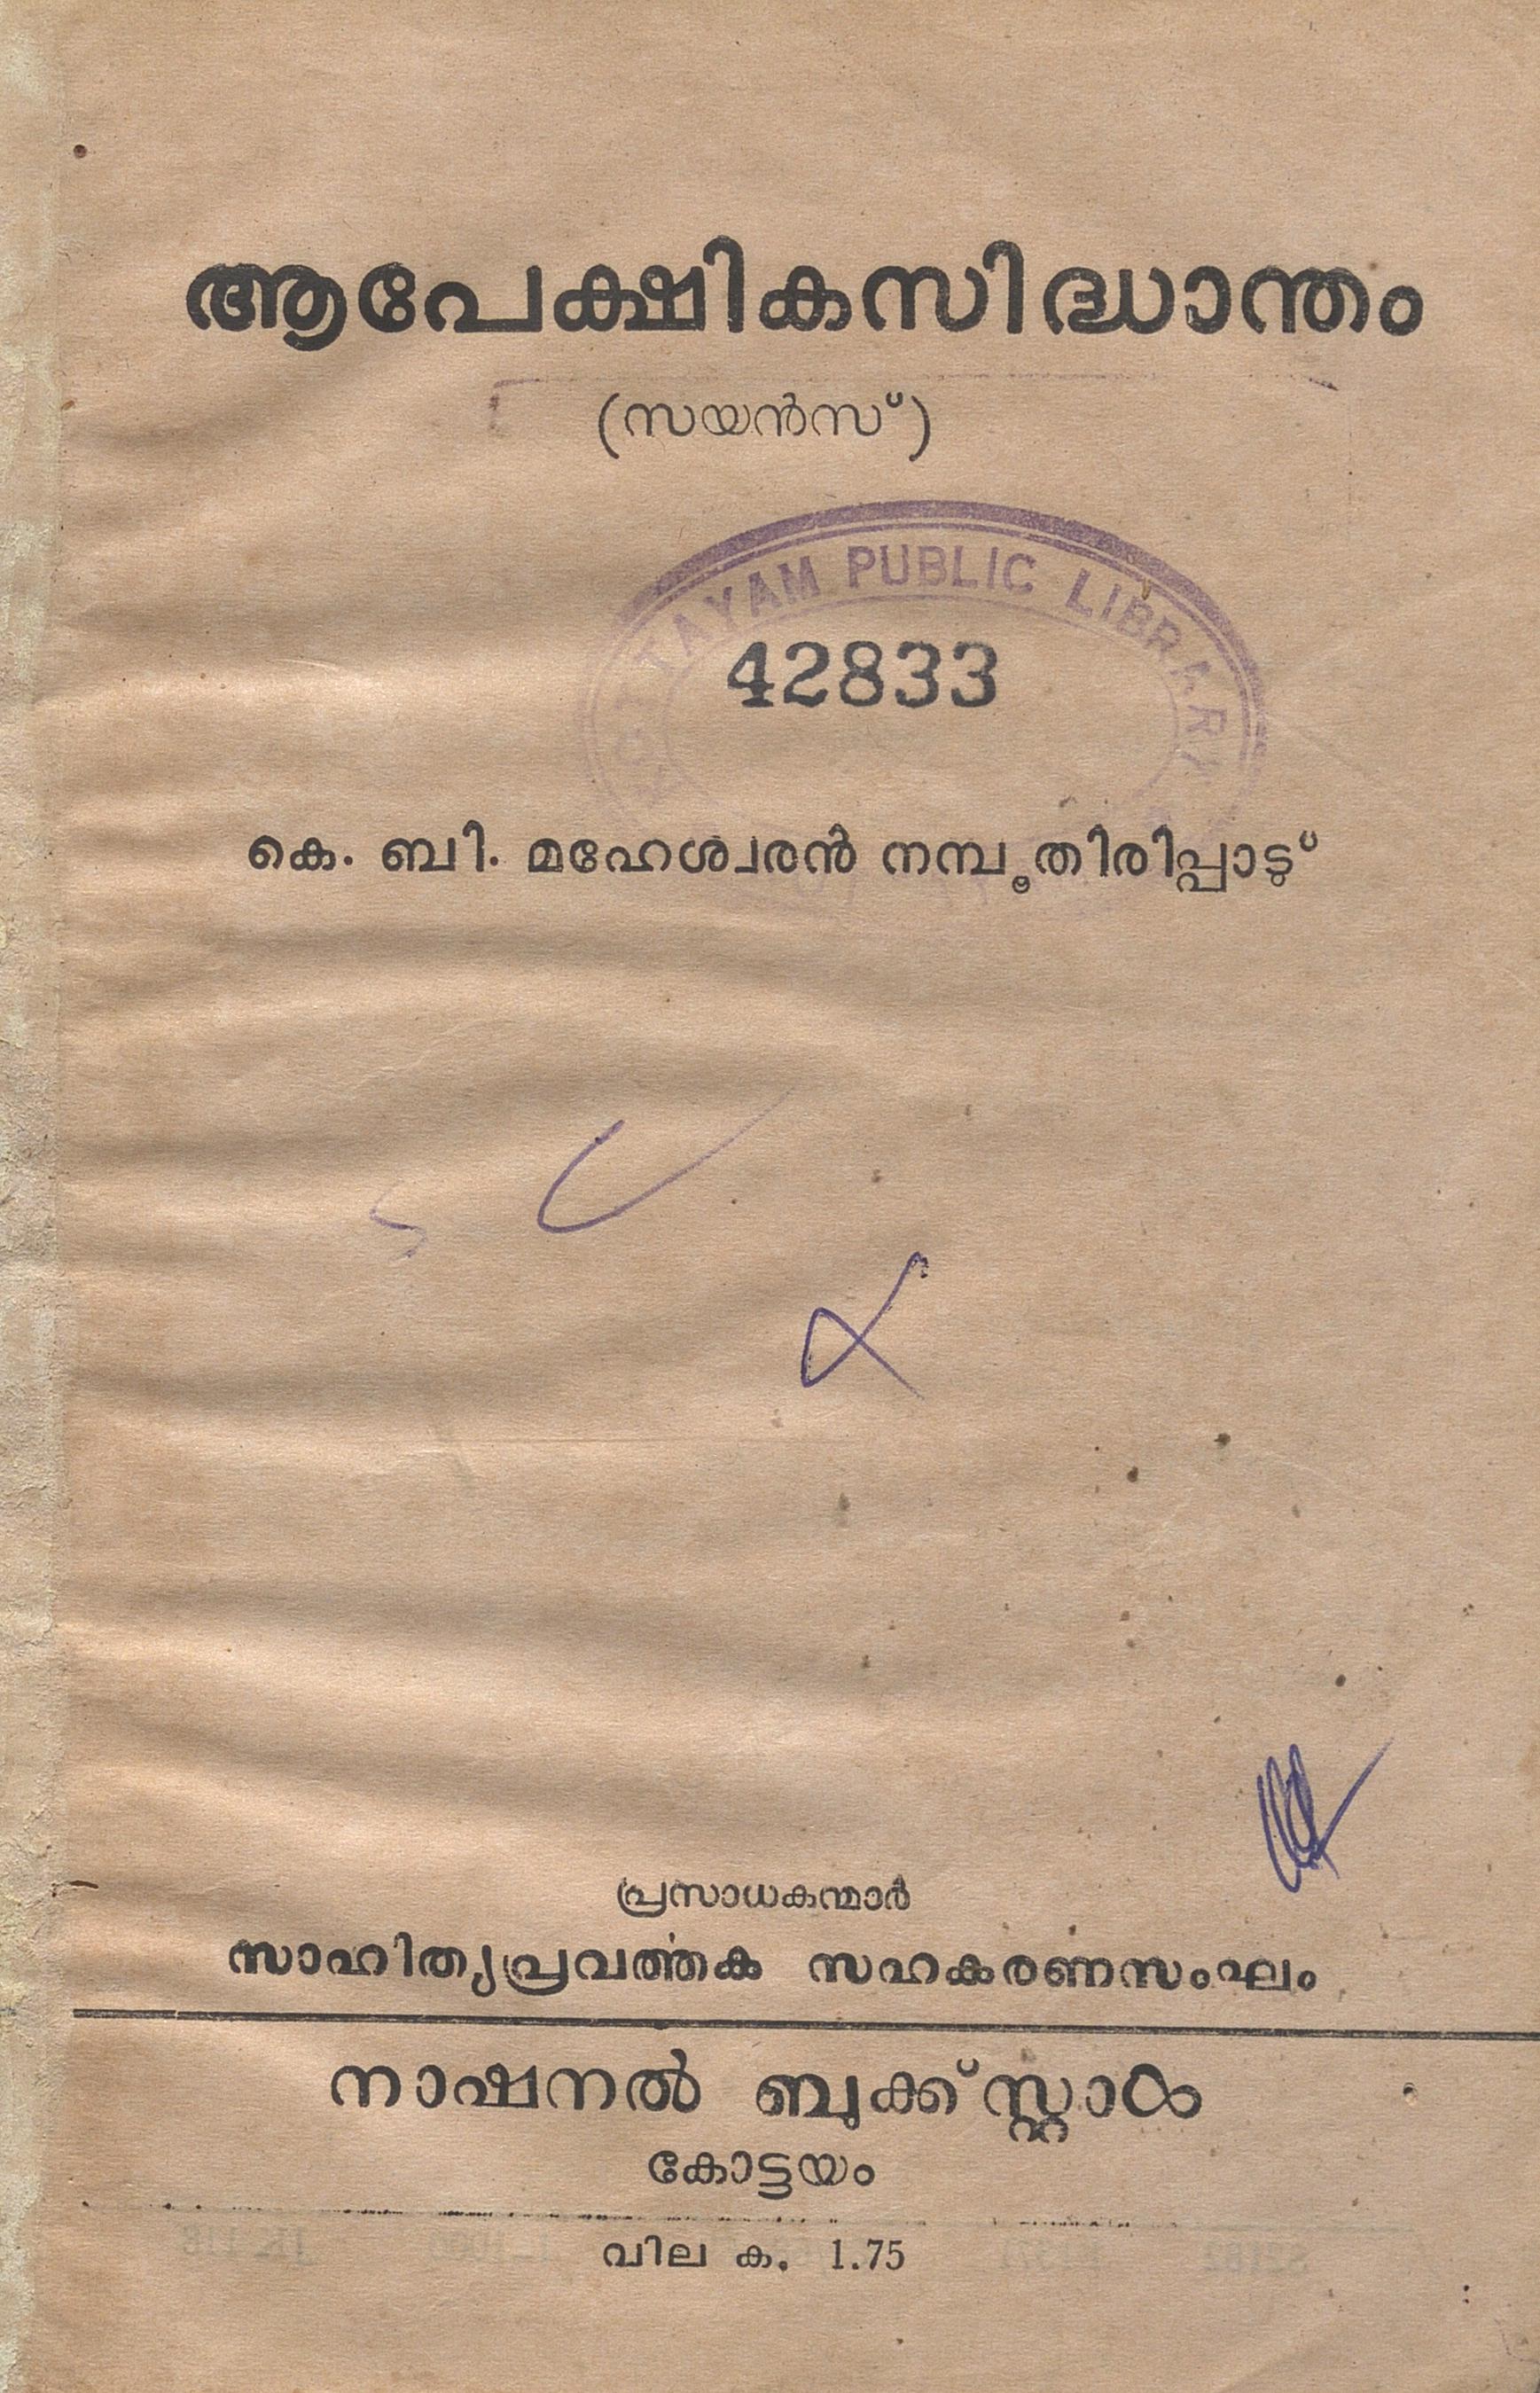 ആപേക്ഷികസിദ്ധാന്തം
(സയൻസ്)
KOTTAYAM PUBLIC LIBRARY
42833
കെ. ബി. മഹേശ്വരൻ നമ്പൂതിരിപ്പാടു്
പ്രസാധകന്മാർ
സാഹിത്യപ്രവർത്തക സഹകരണസംഘം
നാഷനൽ ബുക്ക് സ്റ്റാൾ
കോട്ടയം
വില ക. 1.75